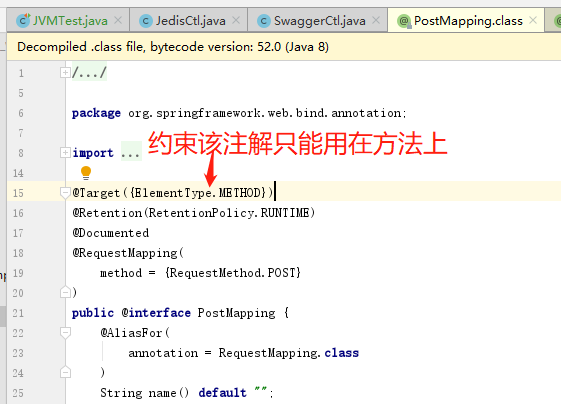 JVMTest.java × JedisCtl.java × SwaggerCtl.java × PostMapping.class ×
Decompiled .class file, bytecode version: 52.0 (Java 8)
1 /.../
5
6 package org.springframework.web.bind.annotation;
7
约束该注解只能用在方法上
8 import ...
14
15 @Target({ElementType.METHOD})
16 @Retention(RetentionPolicy.RUNTIME)
17 @Documented
18 @RequestMapping(
19 method = {RequestMethod.POST}
20 )
21 public @interface PostMapping {
22 @AliasFor(
23 annotation = RequestMapping.class
24 )
25 String name() default "";